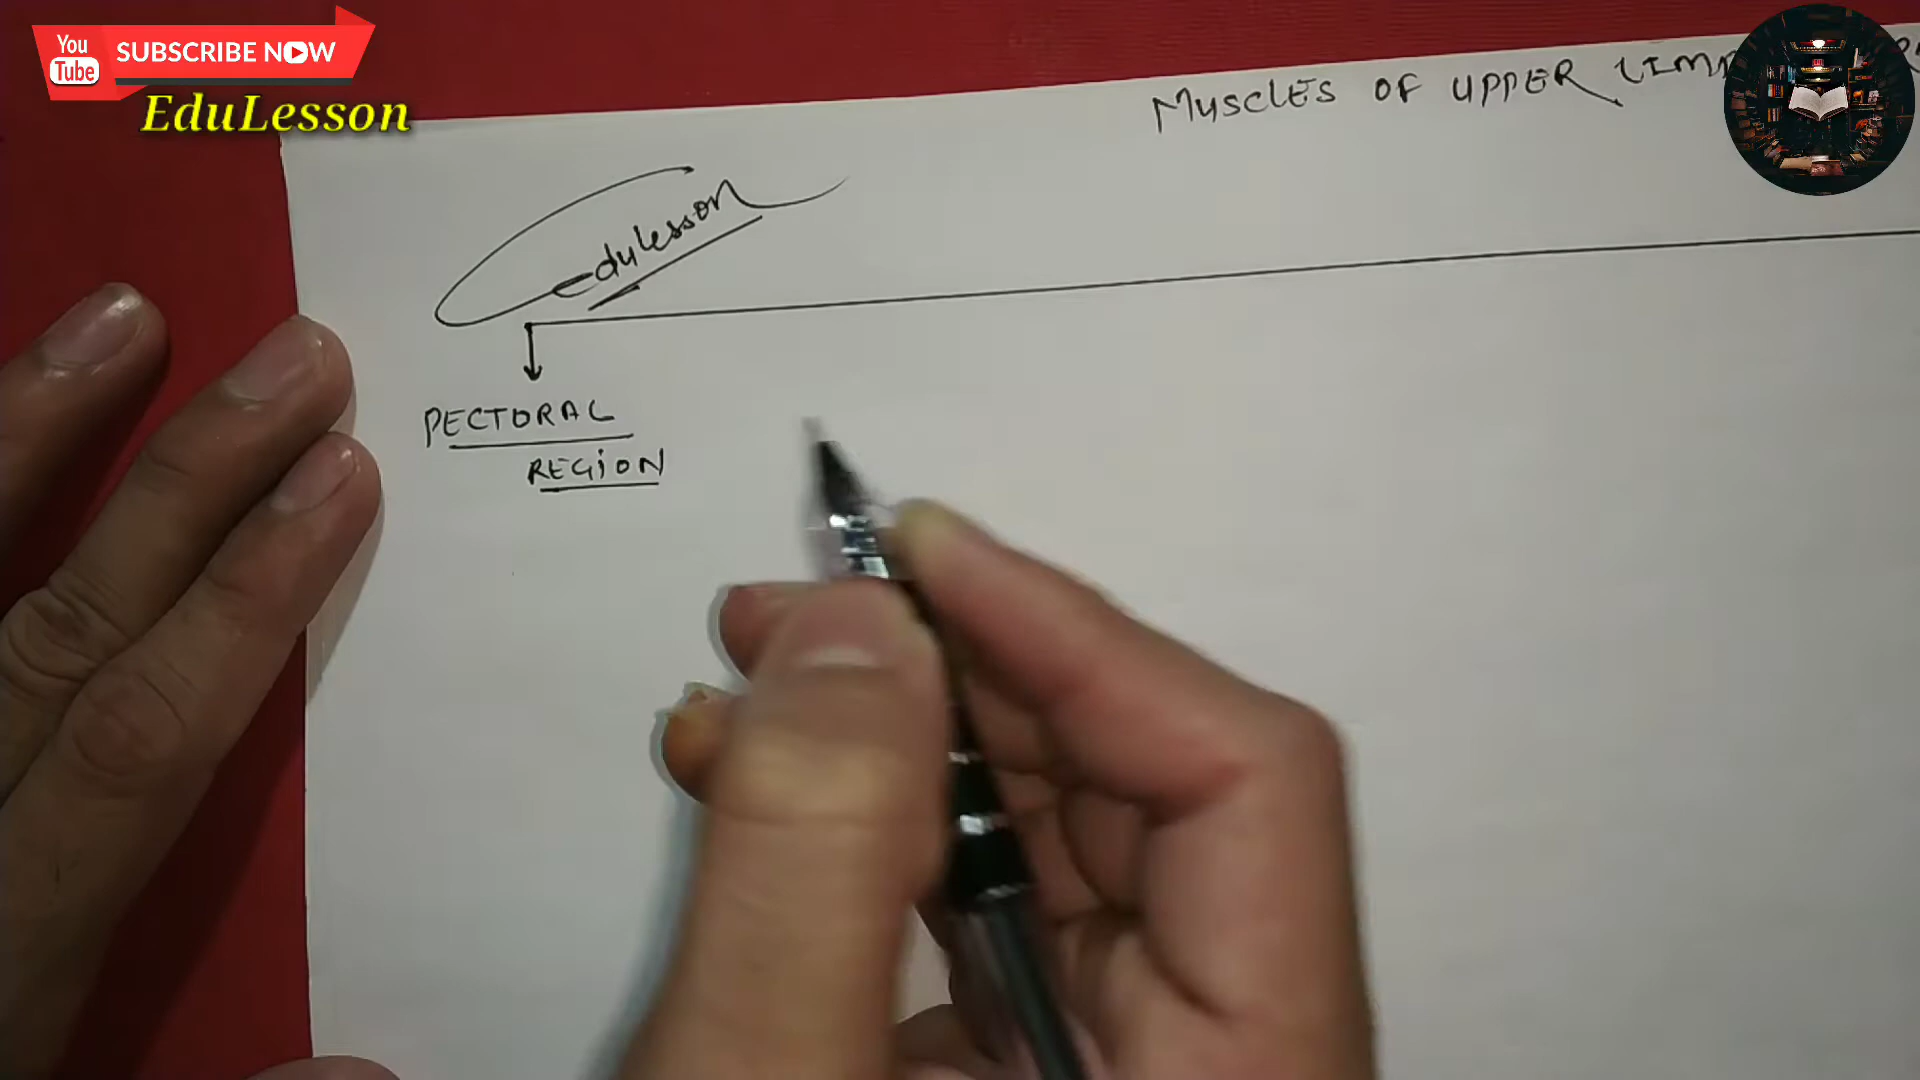 You
Tube
SUBSCRIBE NOW
EduLesson
MUSCLES OF UPPER
Edulesson
PECTORAL
REGION